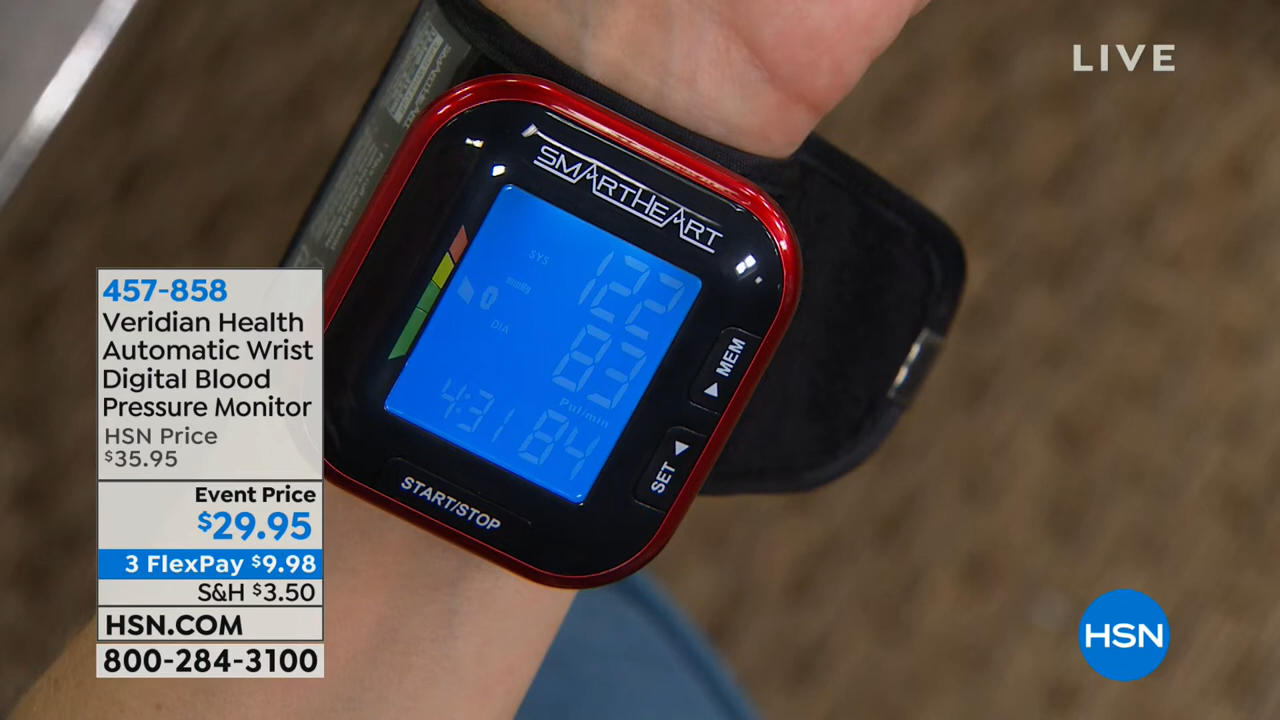 LIVE
SMARTHEART
SYS
122
mmHg
DIA
83
Pul/min
4:31
84
MEM
SET
START/STOP
457-858
Veridian Health
Automatic Wrist
Digital Blood
Pressure Monitor
HSN Price
$35.95
Event Price
$29.95
3 FlexPay $9.98
S&H $3.50
HSN.COM
800-284-3100
HSN